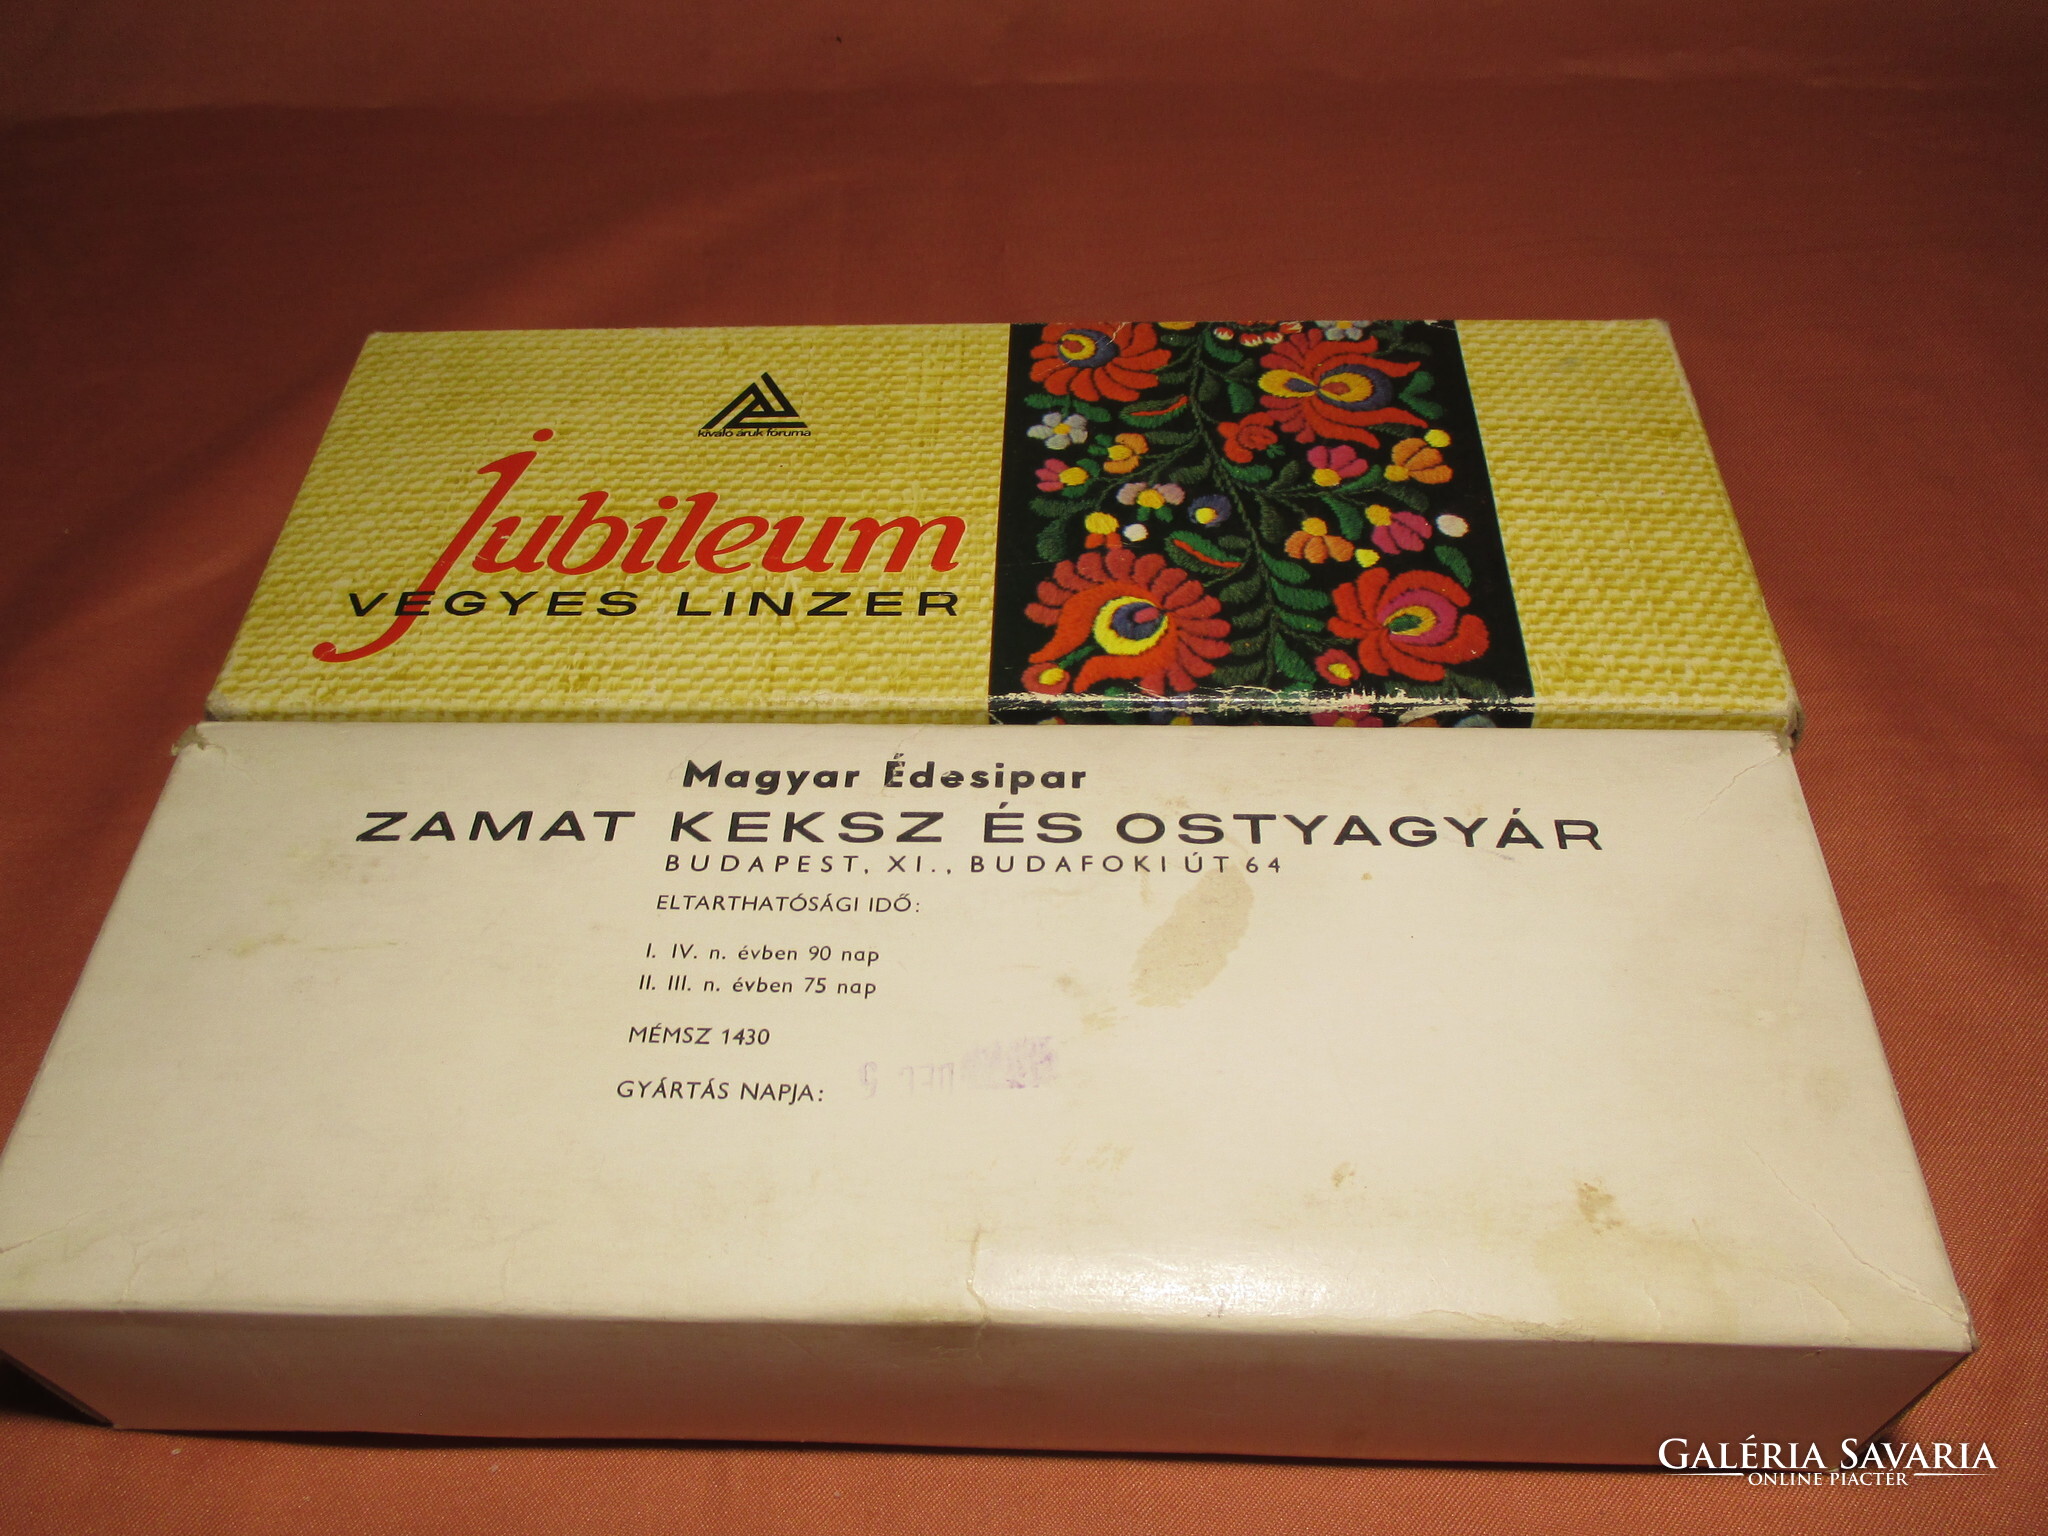 kiváló áruk fóruma
Jubileum
VEGYES LINZER
Magyar Édesipar
ZAMAT KEKSZ ÉS OSTYAGYÁR
BUDAPEST, XI., BUDAFOKI ÚT 64
ELTARTHATÓSÁGI IDŐ:
I. IV. n. évben 90 nap
II. III. n. évben 75 nap
MÉMSZ 1430
GYÁRTÁS NAPJA:
GALÉRIA SAVARIA
ONLINE PIACTÉR